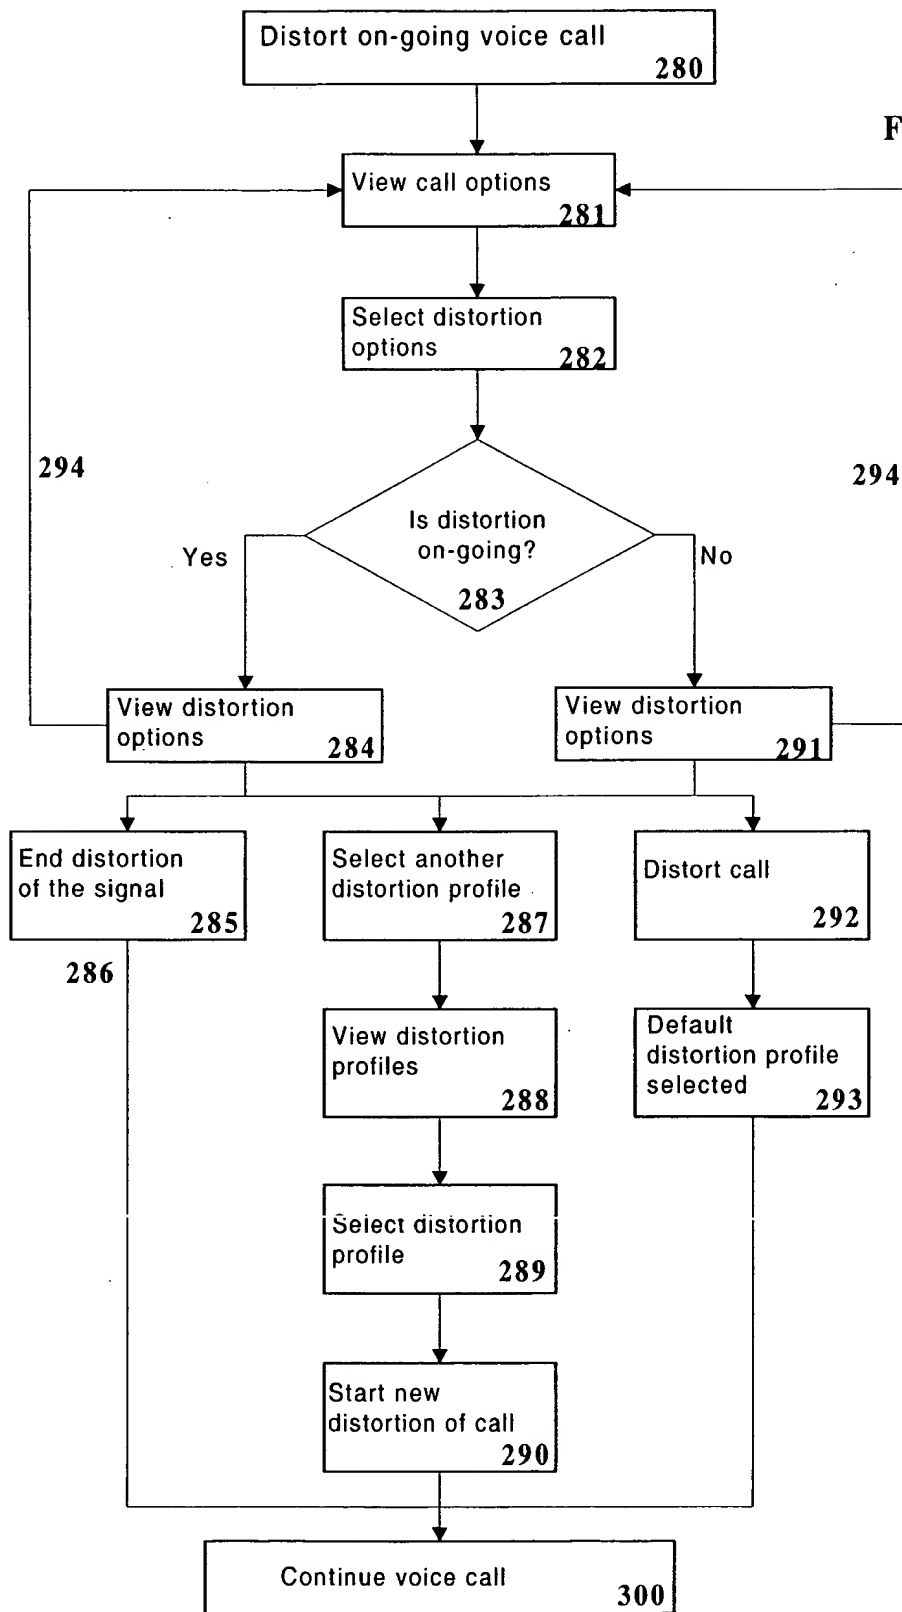 Distort on-going voice call
280
F
View call options
281
Select distortion
options
282
294
294
Is distortion
on-going?
283
Yes
No
View distortion
options
284
View distortion
options
291
End distortion
of the signal
285
Select another
distortion profile
287
Distort call
292
286
View distortion
profiles
288
Default
distortion profile
selected
293
Select distortion
profile
289
Start new
distortion of call
290
Continue voice call
300